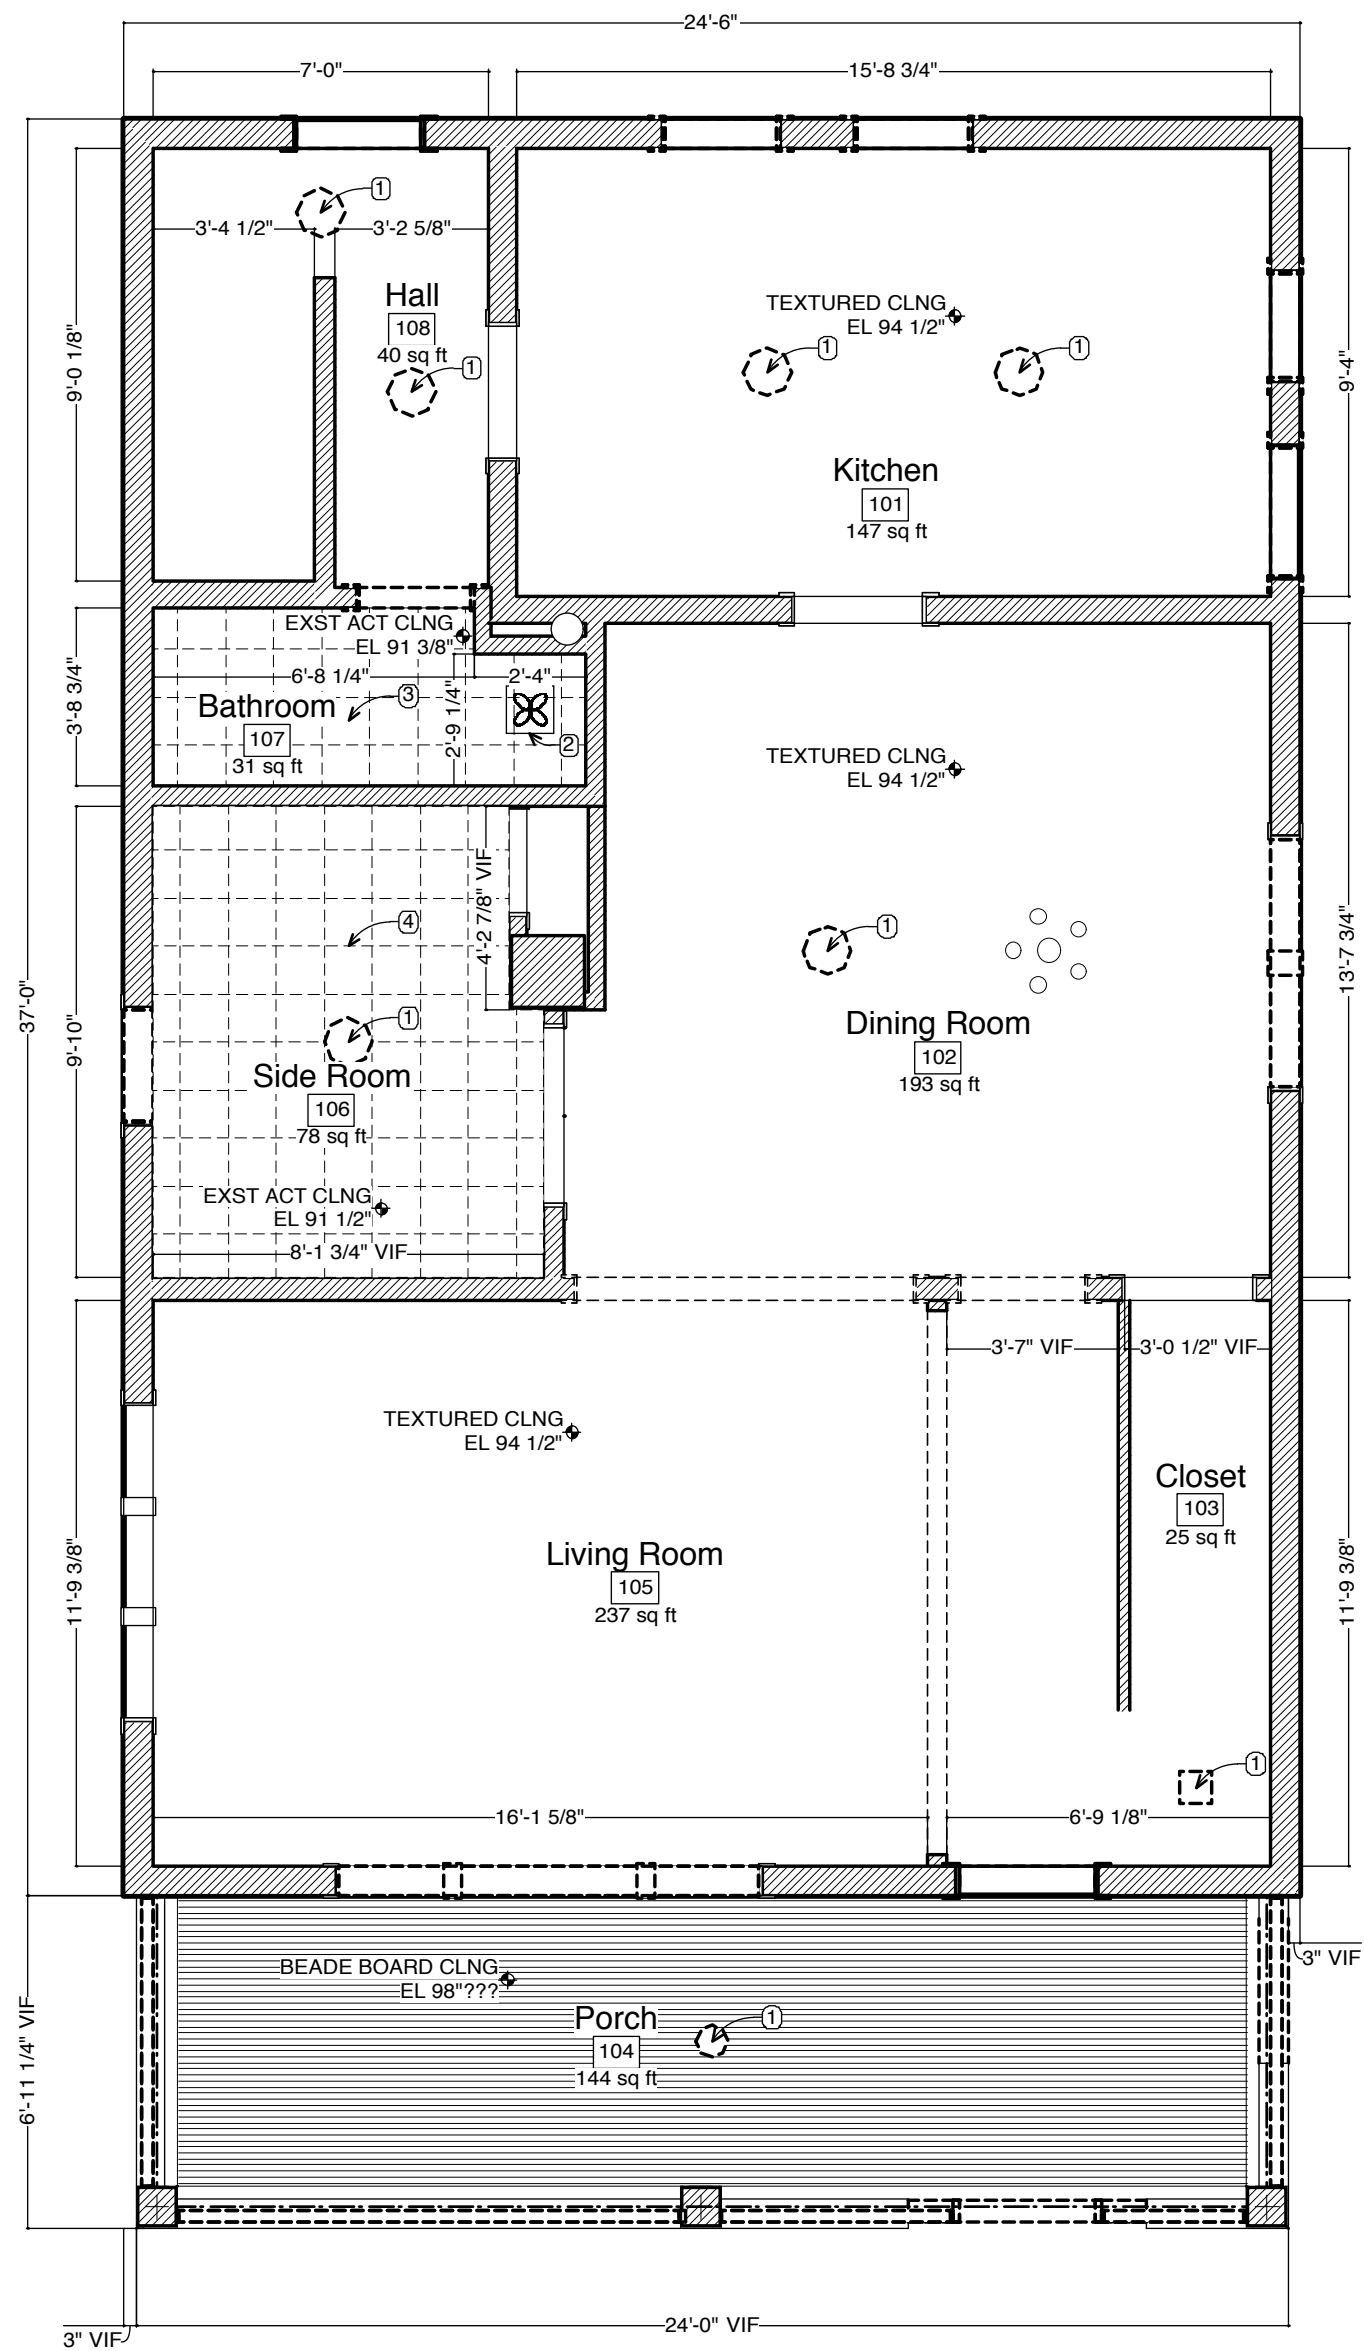 24'-6"
7'-0"
15'-8 3/4"
1
3'-4 1/2"
3'-2 5/8"
Hall
108
40 sq ft
1
TEXTURED CLNG
EL 94 1/2"
1
1
9'-0 1/8"
9'-4"
Kitchen
101
147 sq ft
EXST ACT CLNG
EL 91 3/8"
6'-8 1/4"
2'-4"
3'-8 3/4"
Bathroom
107
31 sq ft
3
2'-9 1/4"
2
TEXTURED CLNG
EL 94 1/2"
4'-2 7/8" VIF
4
1
13'-7 3/4"
37'-0"
9'-10"
1
Side Room
106
78 sq ft
Dining Room
102
193 sq ft
EXST ACT CLNG
EL 91 1/2"
8'-1 3/4" VIF
3'-7" VIF
3'-0 1/2" VIF
TEXTURED CLNG
EL 94 1/2"
Closet
103
25 sq ft
11'-9 3/8"
11'-9 3/8"
Living Room
105
237 sq ft
1
16'-1 5/8"
6'-9 1/8"
3" VIF
BEADE BOARD CLNG
EL 98"???
Porch
104
144 sq ft
1
6'-11 1/4" VIF
24'-0" VIF
3" VIF